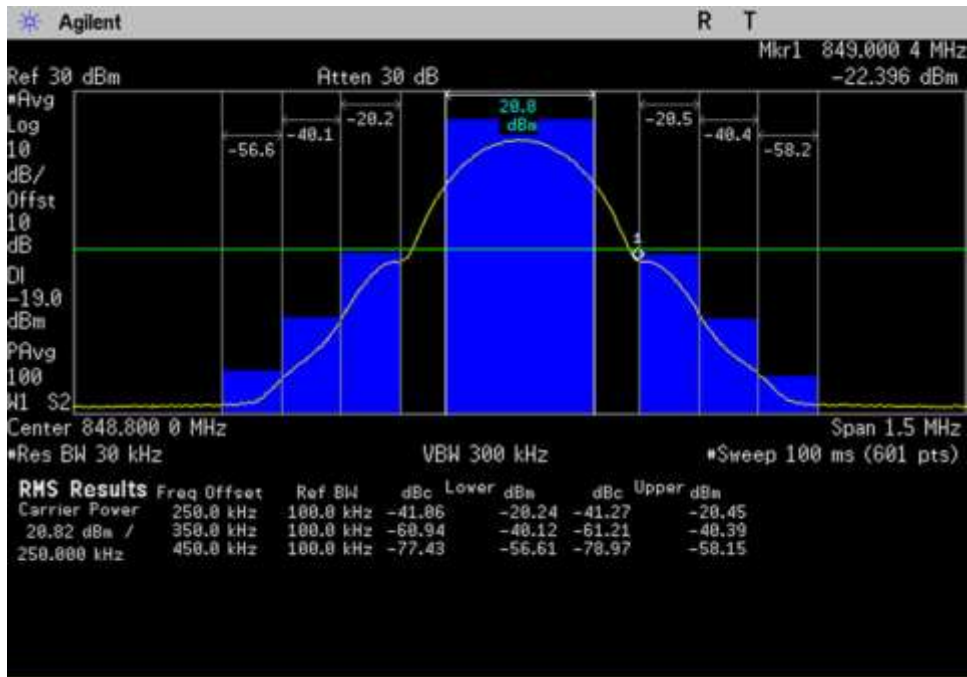 Agilent R T
Mkr1 849.000 4 MHz
Ref 30 dBm Atten 30 dB -22.396 dBm
#Avg
Log
10
dB/
Offst
10
dB
DI
-19.0
dBm
PAvg
100
W1 S2
20.8
dBm
-56.6
-40.1
-20.2
-20.5
-40.4
-58.2
1
Center 848.800 0 MHz Span 1.5 MHz
#Res BW 30 kHz VBW 300 kHz #Sweep 100 ms (601 pts)
RMS Results Freq Offset Ref BW dBc Lower dBm dBc Upper dBm
Carrier Power 250.0 kHz 100.0 kHz -41.06 -20.24 -41.27 -20.45
20.82 dBm / 350.0 kHz 100.0 kHz -60.94 -40.12 -61.21 -40.39
250.000 kHz 450.0 kHz 100.0 kHz -77.43 -56.61 -78.97 -58.15